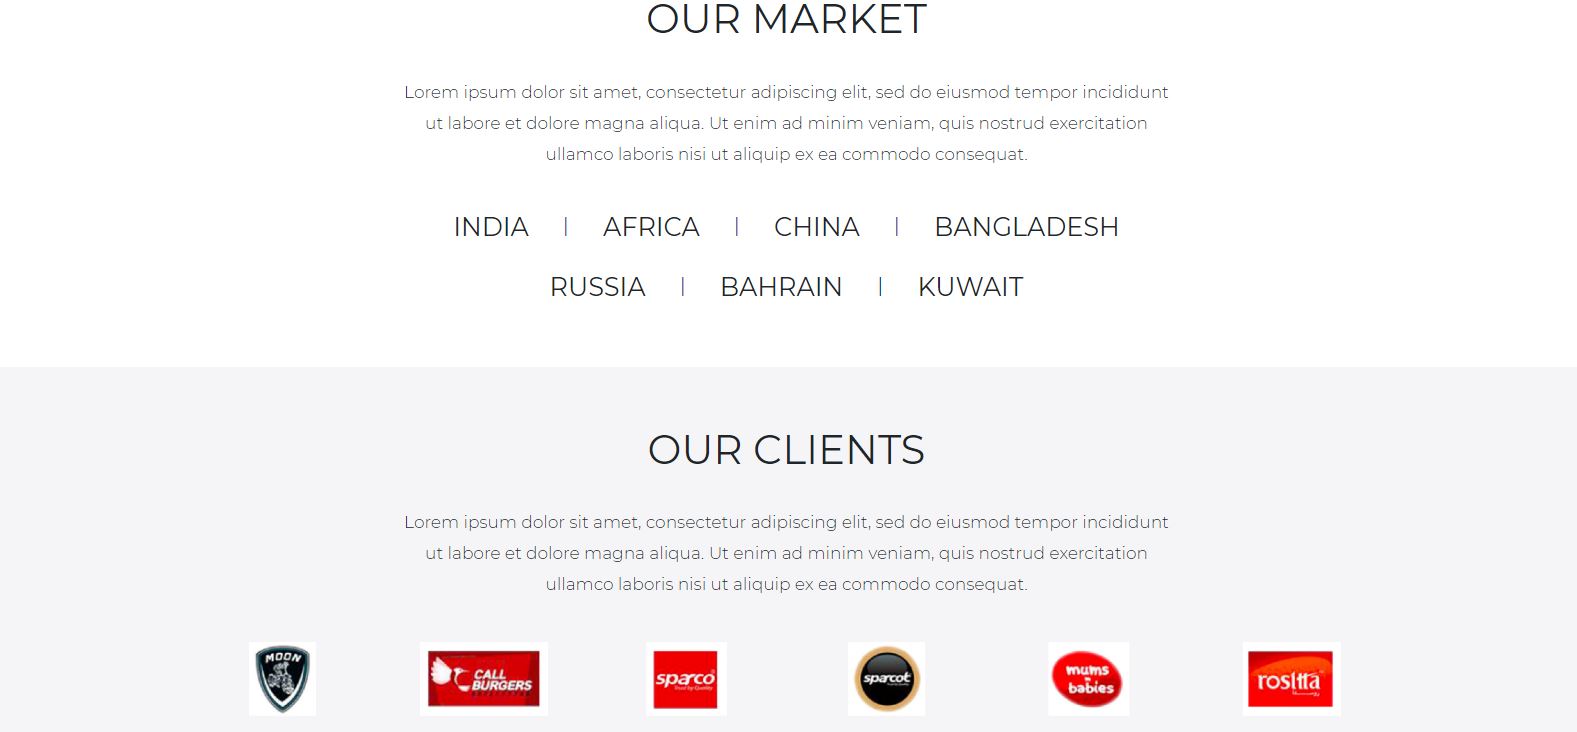 OUR MARKET
Lorem ipsum dolor sit amet, consectetur adipiscing elit, sed do eiusmod tempor incididunt
ut labore et dolore magna aliqua. Ut enim ad minim veniam, quis nostrud exercitation
ullamco laboris nisi ut aliquip ex ea commodo consequat.
INDIA | AFRICA | CHINA | BANGLADESH
RUSSIA | BAHRAIN | KUWAIT
OUR CLIENTS
Lorem ipsum dolor sit amet, consectetur adipiscing elit, sed do eiusmod tempor incididunt
ut labore et dolore magna aliqua. Ut enim ad minim veniam, quis nostrud exercitation
ullamco laboris nisi ut aliquip ex ea commodo consequat.
MOON
CALL
BURGERS
sparco
Trust by Quality
sparcot
mums
babies
rositta